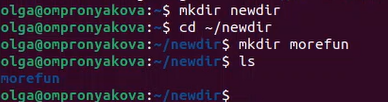 olga@ompronyakova:~$ mkdir newdir
olga@ompronyakova:~$ cd ~/newdir
olga@ompronyakova:~/newdir$ mkdir morefun
olga@ompronyakova:~/newdir$ ls
morefun
olga@ompronyakova:~/newdir$